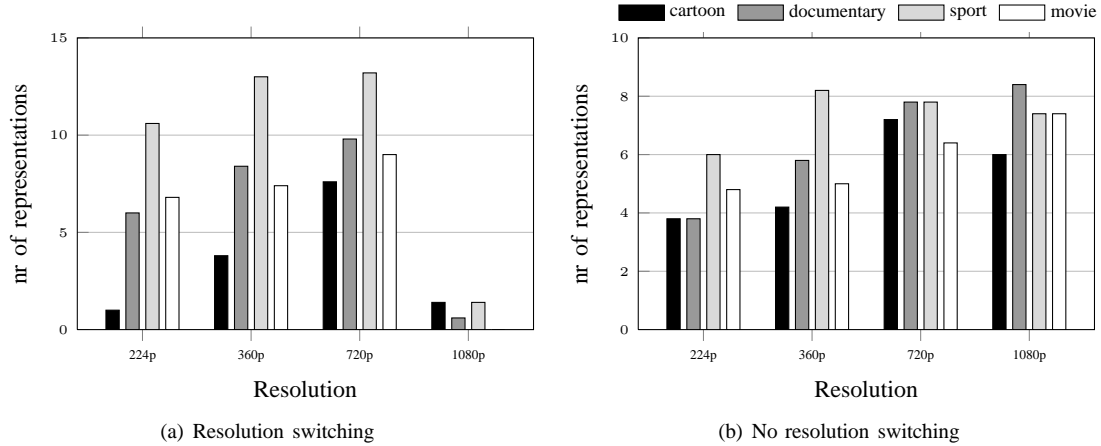 cartoon documentary sport movie
15
10
5
0
nr of representations
224p 360p 720p 1080p
Resolution
(a) Resolution switching
10
8
6
4
2
0
nr of representations
224p 360p 720p 1080p
Resolution
(b) No resolution switching